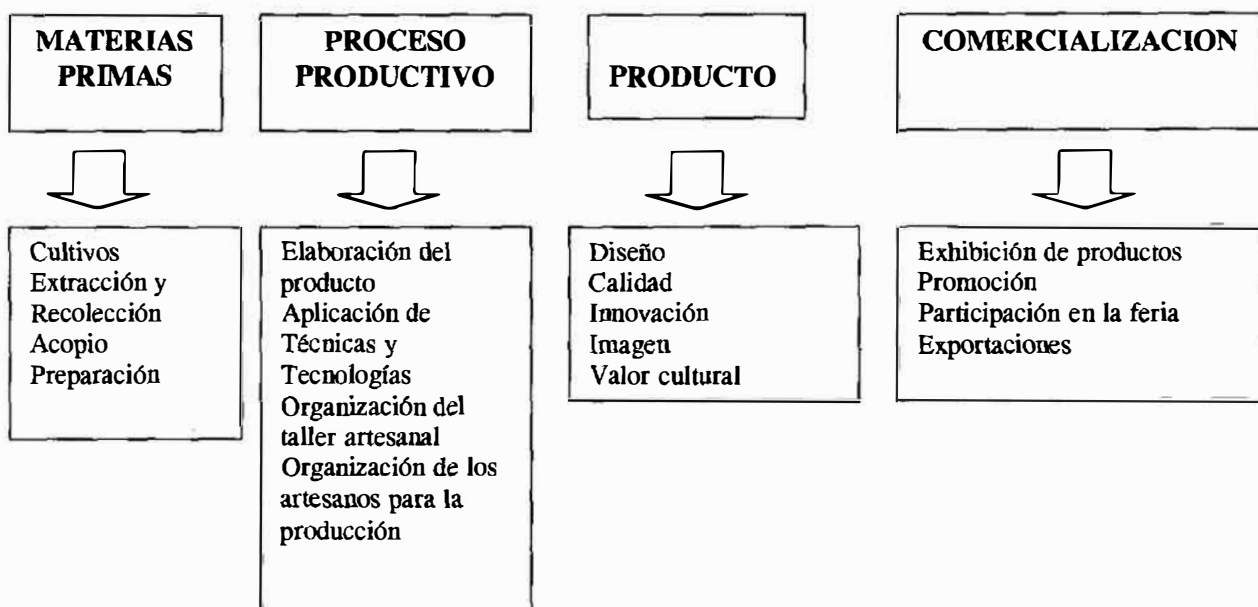 MATERIAS
PRIMAS
PROCESO
PRODUCTIVO
PRODUCTO
COMERCIALIZACION
Cultivos
Extracción y
Recolección
Acopio
Preparación
Elaboración del
producto
Aplicación de
Técnicas y
Tecnologías
Organización del
taller artesanal
Organización de los
artesanos para la
producción
Diseño
Calidad
Innovación
Imagen
Valor cultural
Exhibición de productos
Promoción
Participación en la feria
Exportaciones